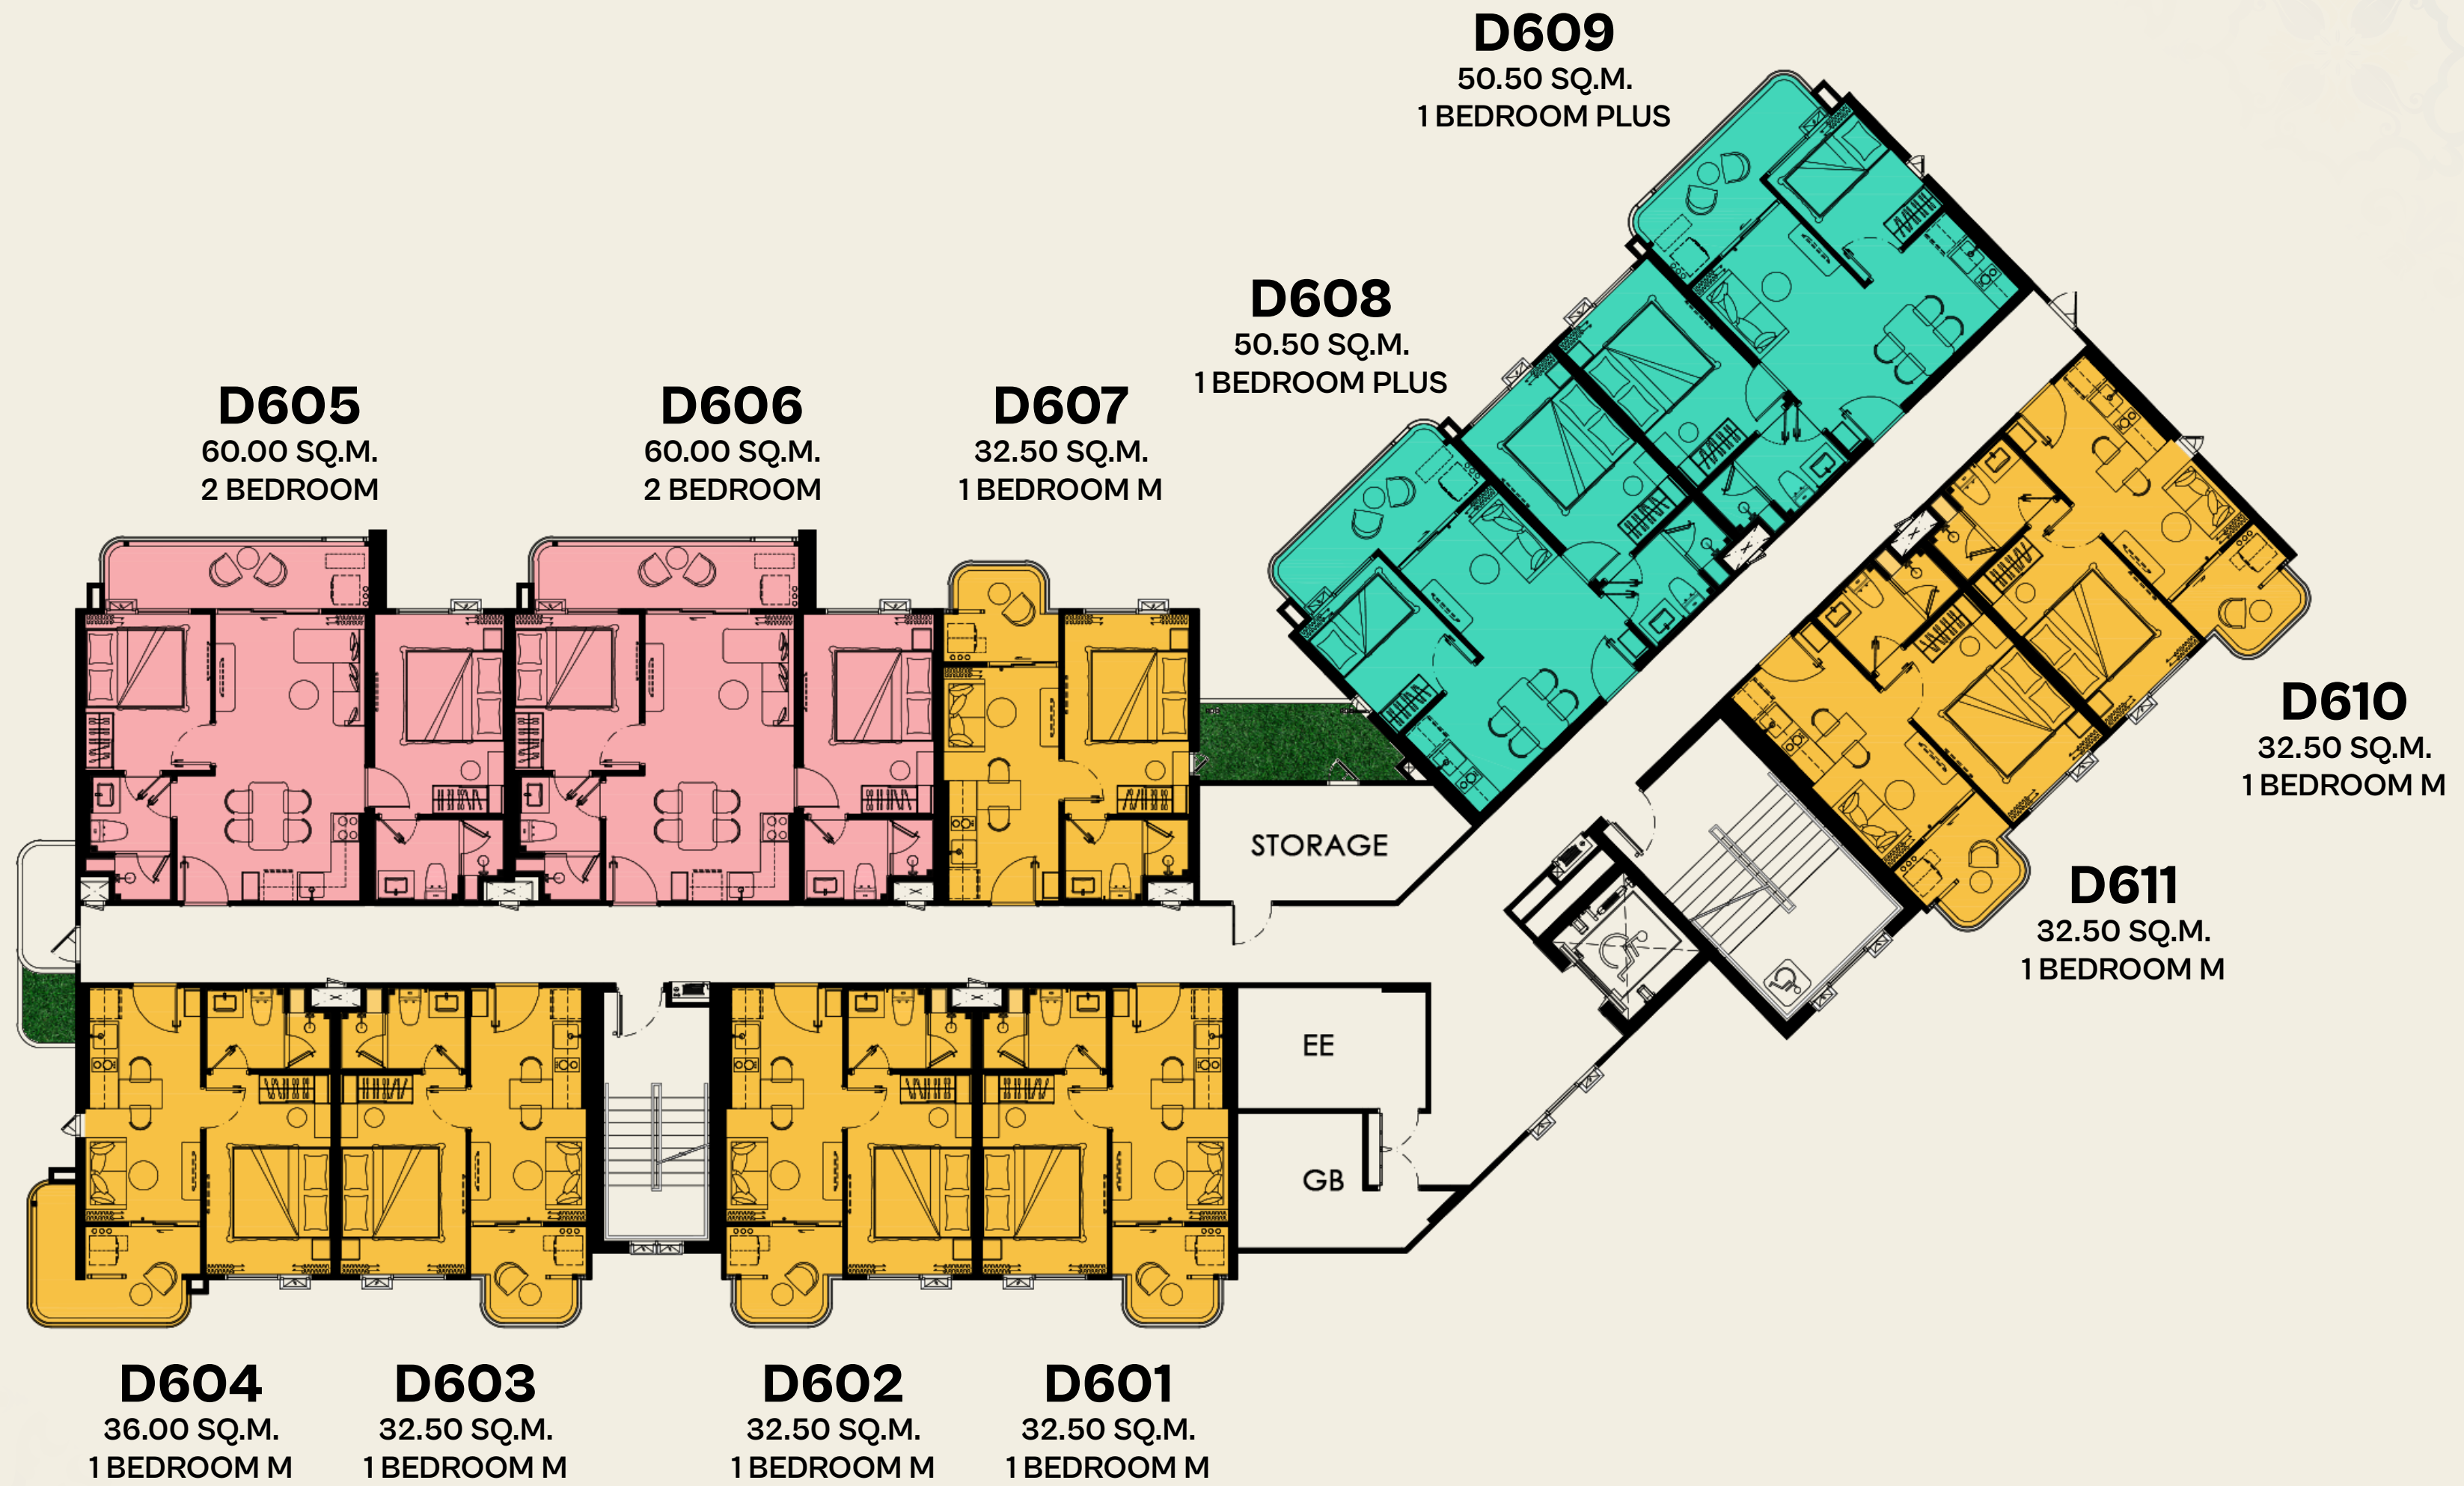 D609
50.50 SQ.M.
1 BEDROOM PLUS
D608
50.50 SQ.M.
1 BEDROOM PLUS
D605
60.00 SQ.M.
2 BEDROOM
D606
60.00 SQ.M.
2 BEDROOM
D607
32.50 SQ.M.
1 BEDROOM M
D610
32.50 SQ.M.
1 BEDROOM M
STORAGE
D611
32.50 SQ.M.
1 BEDROOM M
EE
GB
D604
36.00 SQ.M.
1 BEDROOM M
D603
32.50 SQ.M.
1 BEDROOM M
D602
32.50 SQ.M.
1 BEDROOM M
D601
32.50 SQ.M.
1 BEDROOM M